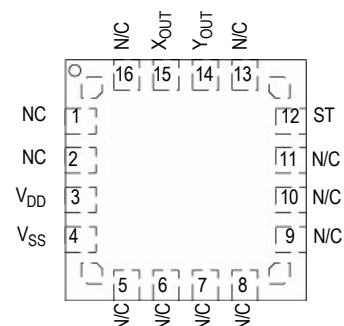 N/C X_OUT Y_OUT N/C
16 15 14 13
NC 1 12 ST
NC 2 11 N/C
V_DD 3 10 N/C
V_SS 4 9 N/C
5 6 7 8
N/C N/C N/C N/C